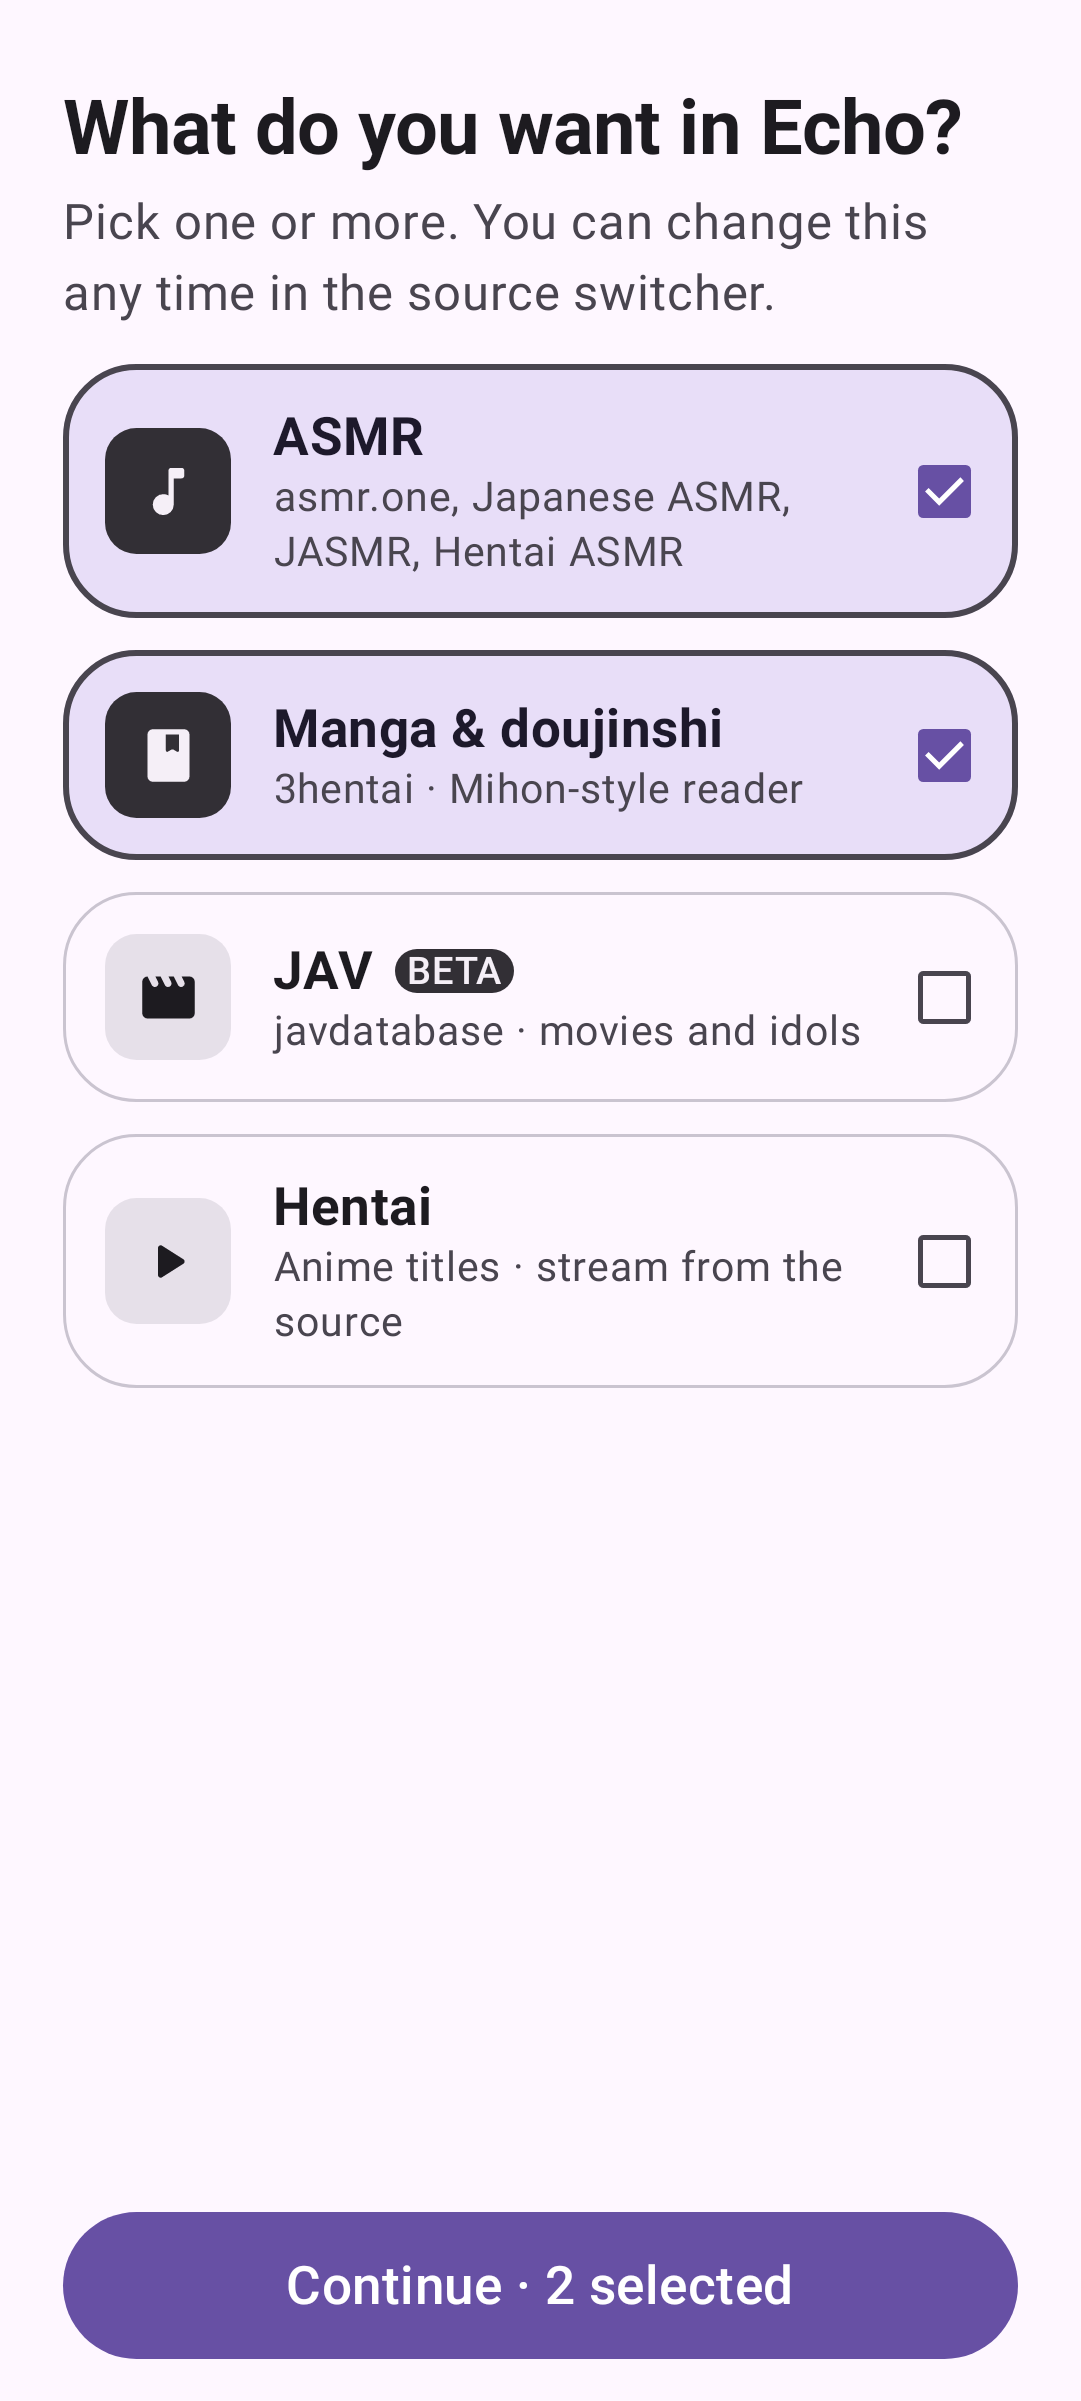 What do you want in Echo?
Pick one or more. You can change this
any time in the source switcher.
ASMR
asmr.one, Japanese ASMR,
JASMR, Hentai ASMR
Manga & doujinshi
3hentai · Mihon-style reader
JAV BETA
javdatabase · movies and idols
Hentai
Anime titles · stream from the
source
Continue · 2 selected